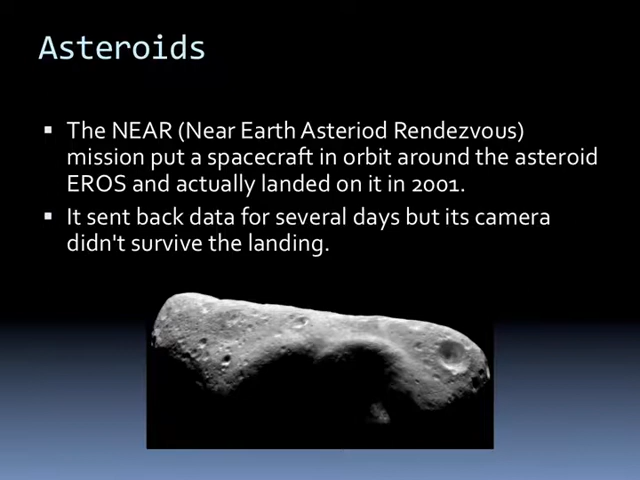 Asteroids
▪ The NEAR (Near Earth Asteriod Rendezvous)
mission put a spacecraft in orbit around the asteroid
EROS and actually landed on it in 2001.
▪ It sent back data for several days but its camera
didn't survive the landing.